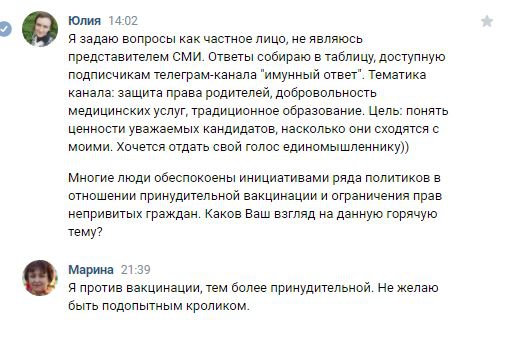 Юлия 14:02
Я задаю вопросы как частное лицо, не являюсь
представителем СМИ. Ответы собираю в таблицу, доступную
подписчикам телеграм-канала "имунный ответ". Тематика
канала: защита права родителей, добровольность
медицинских услуг, традиционное образование. Цель: понять
ценности уважаемых кандидатов, насколько они сходятся с
моими. Хочется отдать свой голос единомышленнику))
Многие люди обеспокоены инициативами ряда политиков в
отношении принудительной вакцинации и ограничения прав
непривитых граждан. Каков Ваш взгляд на данную горячую
тему?
Марина 21:39
Я против вакцинации, тем более принудительной. Не желаю
быть подопытным кроликом.